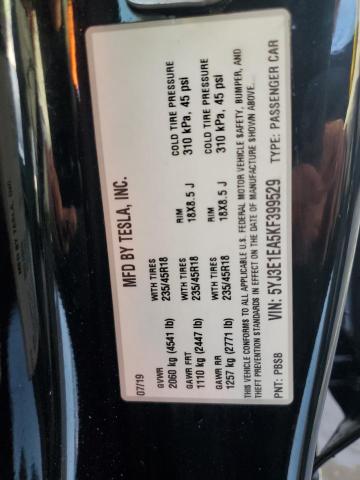 MFD BY TESLA, INC.
07/19
GVWR
2060 kg (4541 lb)
WITH TIRES
235/45R18
RIM
18X8.5 J
COLD TIRE PRESSURE
310 kPa, 45 psi
GAWR FRT
1110 kg (2447 lb)
WITH TIRES
235/45R18
RIM
18X8.5 J
COLD TIRE PRESSURE
310 kPa, 45 psi
GAWR RR
1257 kg (2771 lb)
WITH TIRES
235/45R18
THIS VEHICLE CONFORMS TO ALL APPLICABLE U.S. FEDERAL MOTOR VEHICLE SAFETY, BUMPER, AND
THEFT PREVENTION STANDARDS IN EFFECT ON THE DATE OF MANUFACTURE SHOWN ABOVE.
VIN: 5YJ3E1EA5KF399529
PNT: PBSB
TYPE: PASSENGER CAR